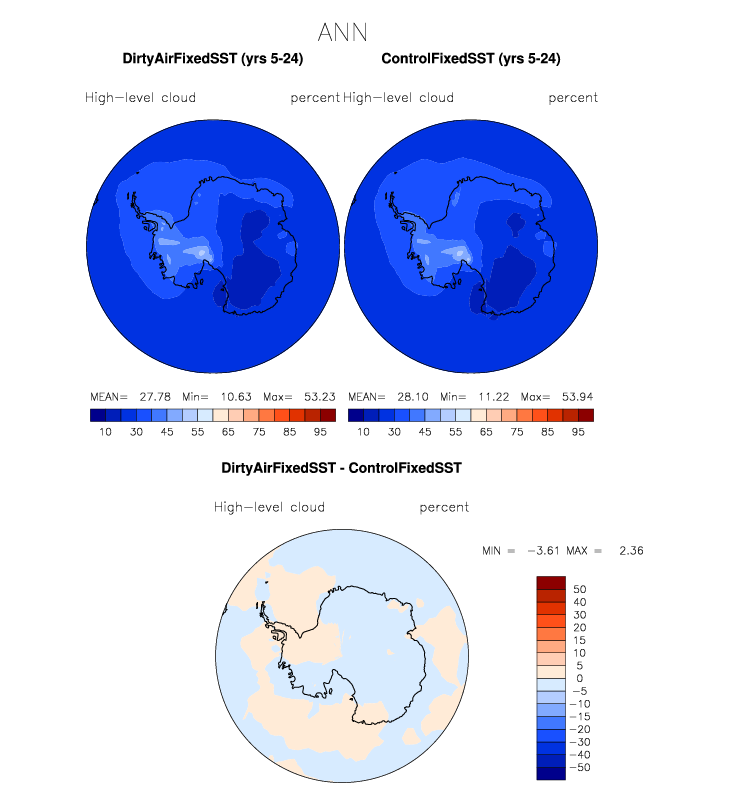 ANN
DirtyAirFixedSST (yrs 5-24) ControlFixedSST (yrs 5-24)
High-level cloud percent High-level cloud percent
MEAN= 27.78 Min= 10.63 Max= 53.23 MEAN= 28.10 Min= 11.22 Max= 53.94
10 30 45 55 65 75 85 95 10 30 45 55 65 75 85 95
DirtyAirFixedSST - ControlFixedSST
High-level cloud percent
MIN = -3.61 MAX = 2.36
50
40
30
20
15
10
5
0
-5
-10
-15
-20
-30
-40
-50